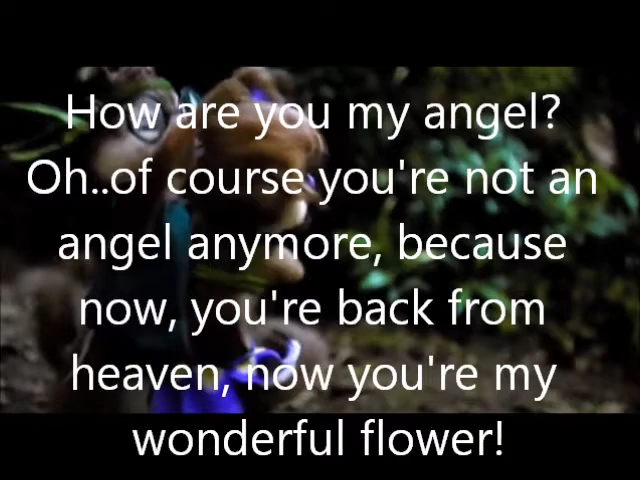 How are you my angel?
Oh..of course you're not an
angel anymore, because
now, you're back from
heaven, now you're my
wonderful flower!